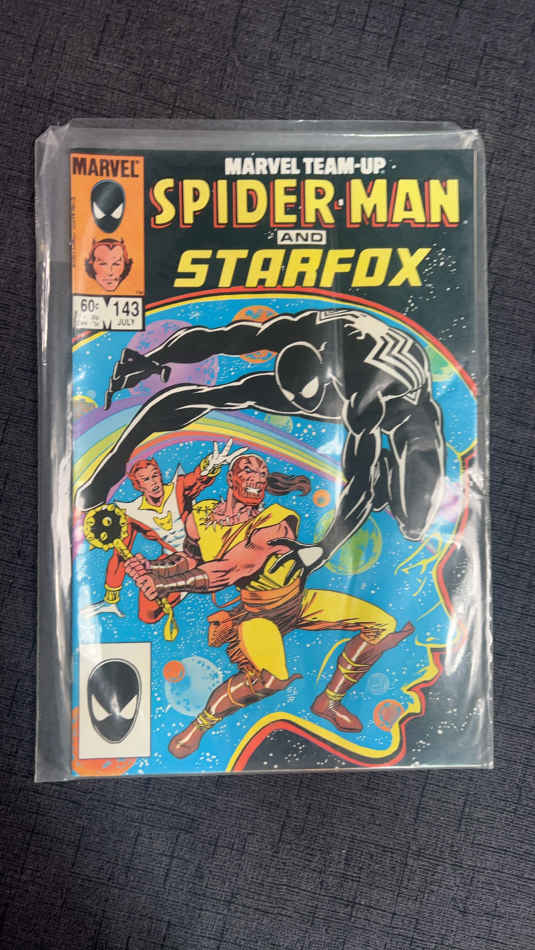 MARVEL
MARVEL TEAM-UP
SPIDER-MAN
AND
STARFOX
60¢
143
JULY